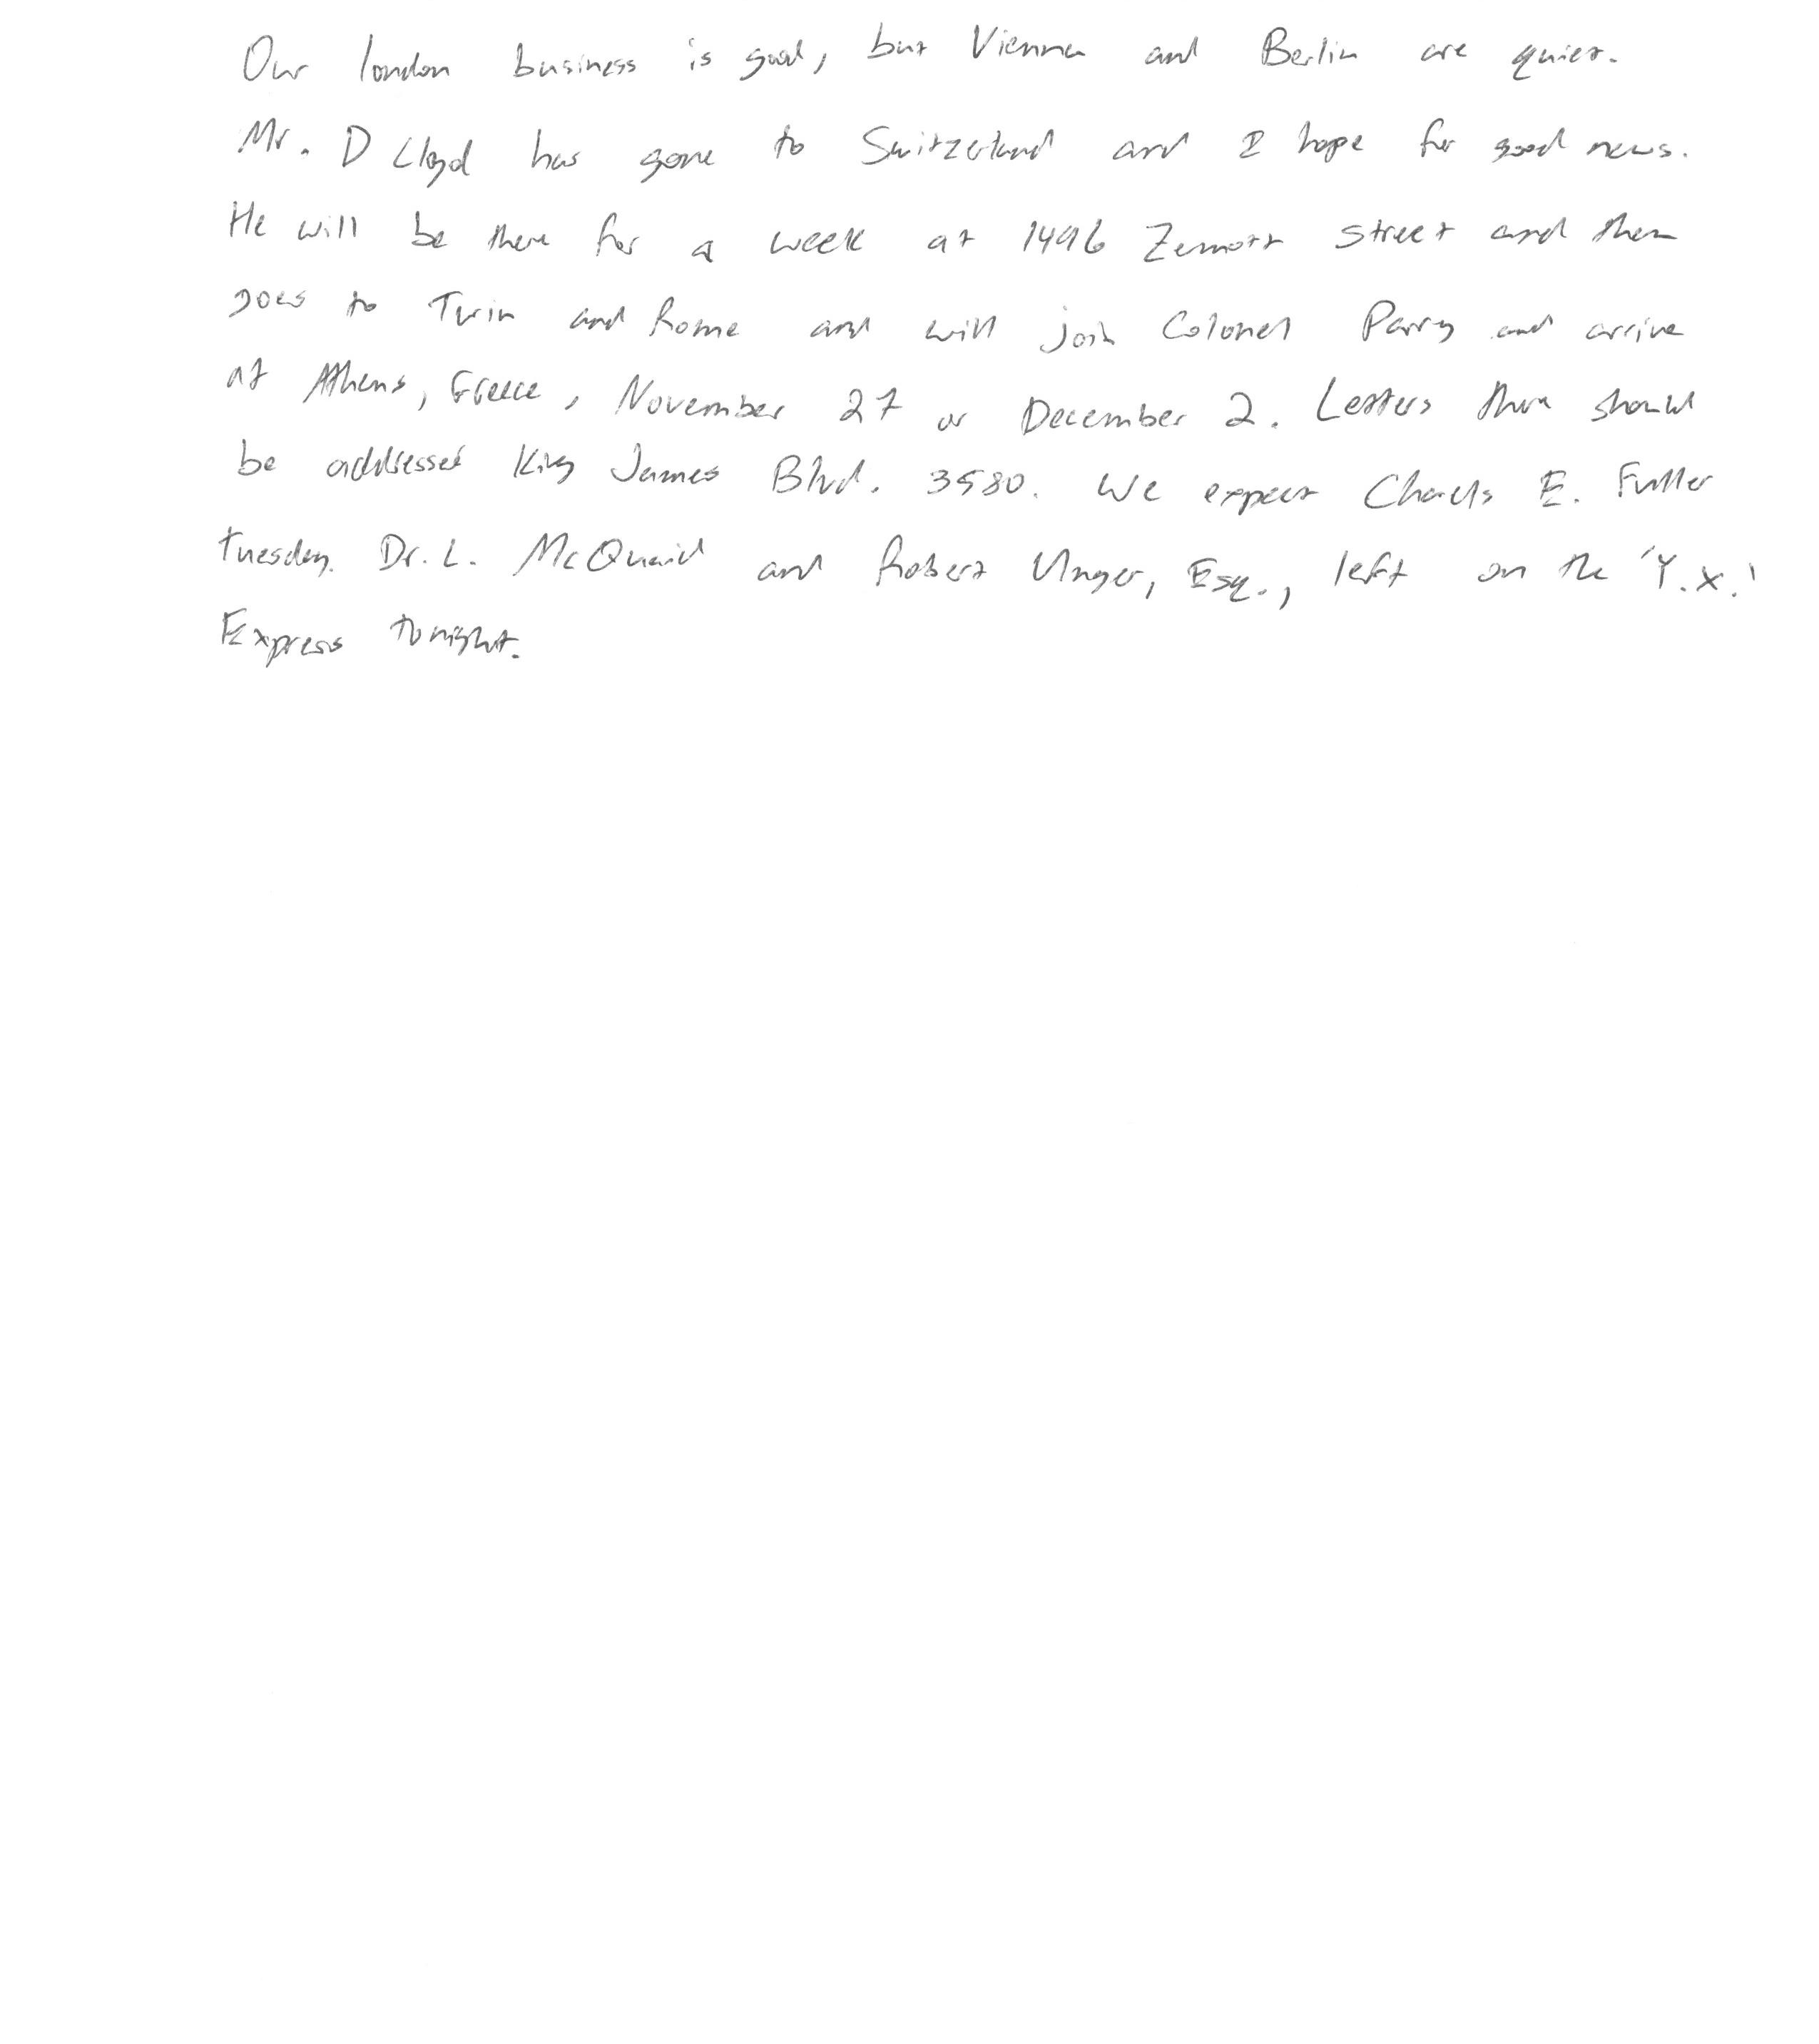 Our london business is good, but Vienna and Berlin are quiet.
Mr. D Lloyd has gone to Switzerland and I hope for good news.
He will be there for a week at 1496 Zemott street and then
goes to Turin and Rome and will join Colonel Parry and arrive
at Athens, Greece, November 27 or December 2. Letters there should
be addressed King James Blvd. 3580. We expect Charls E. Fuller
tuesday. Dr. L. McQuaid and Robert Unger, Esq., left on the 'Y.X.'
Express tonight.